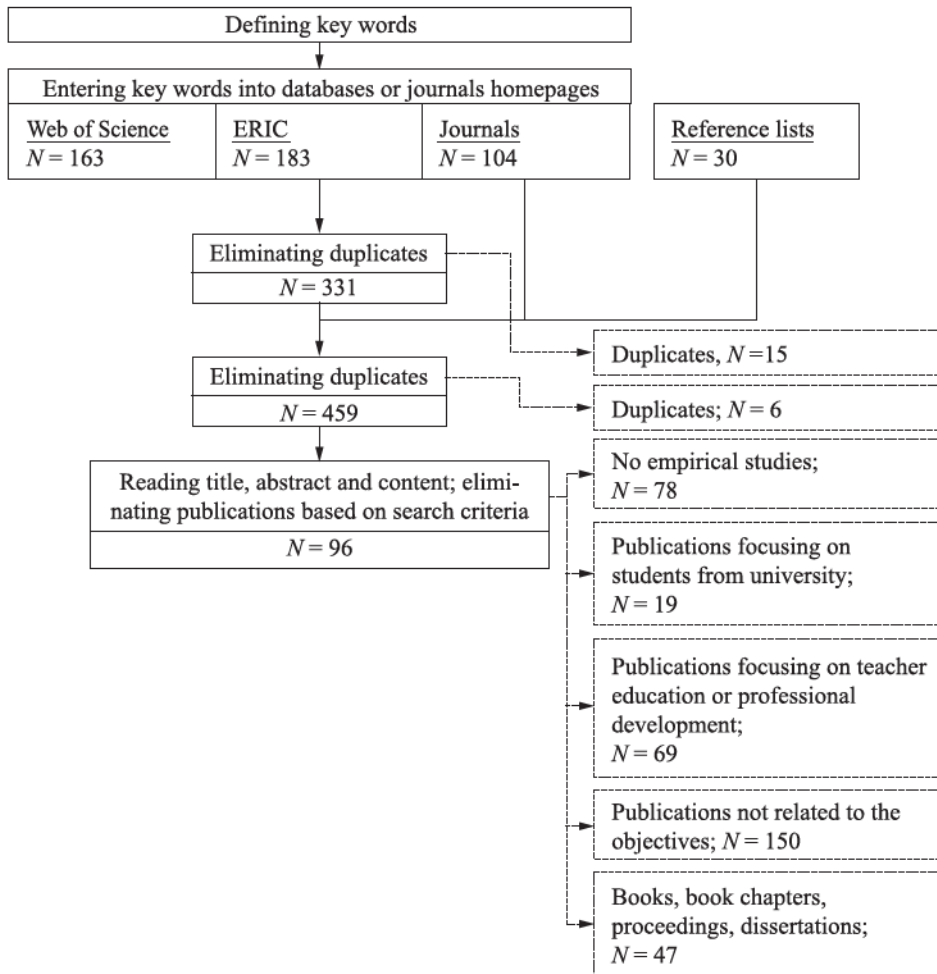 Defining key words
Entering key words into databases or journals homepages
Web of Science
N = 163
ERIC
N = 183
Journals
N = 104
Reference lists
N = 30
Eliminating duplicates
N = 331
Duplicates, N =15
Eliminating duplicates
N = 459
Duplicates; N = 6
Reading title, abstract and content; elimi-
nating publications based on search criteria
N = 96
No empirical studies;
N = 78
Publications focusing on
students from university;
N = 19
Publications focusing on teacher
education or professional
development;
N = 69
Publications not related to the
objectives; N = 150
Books, book chapters,
proceedings, dissertations;
N = 47